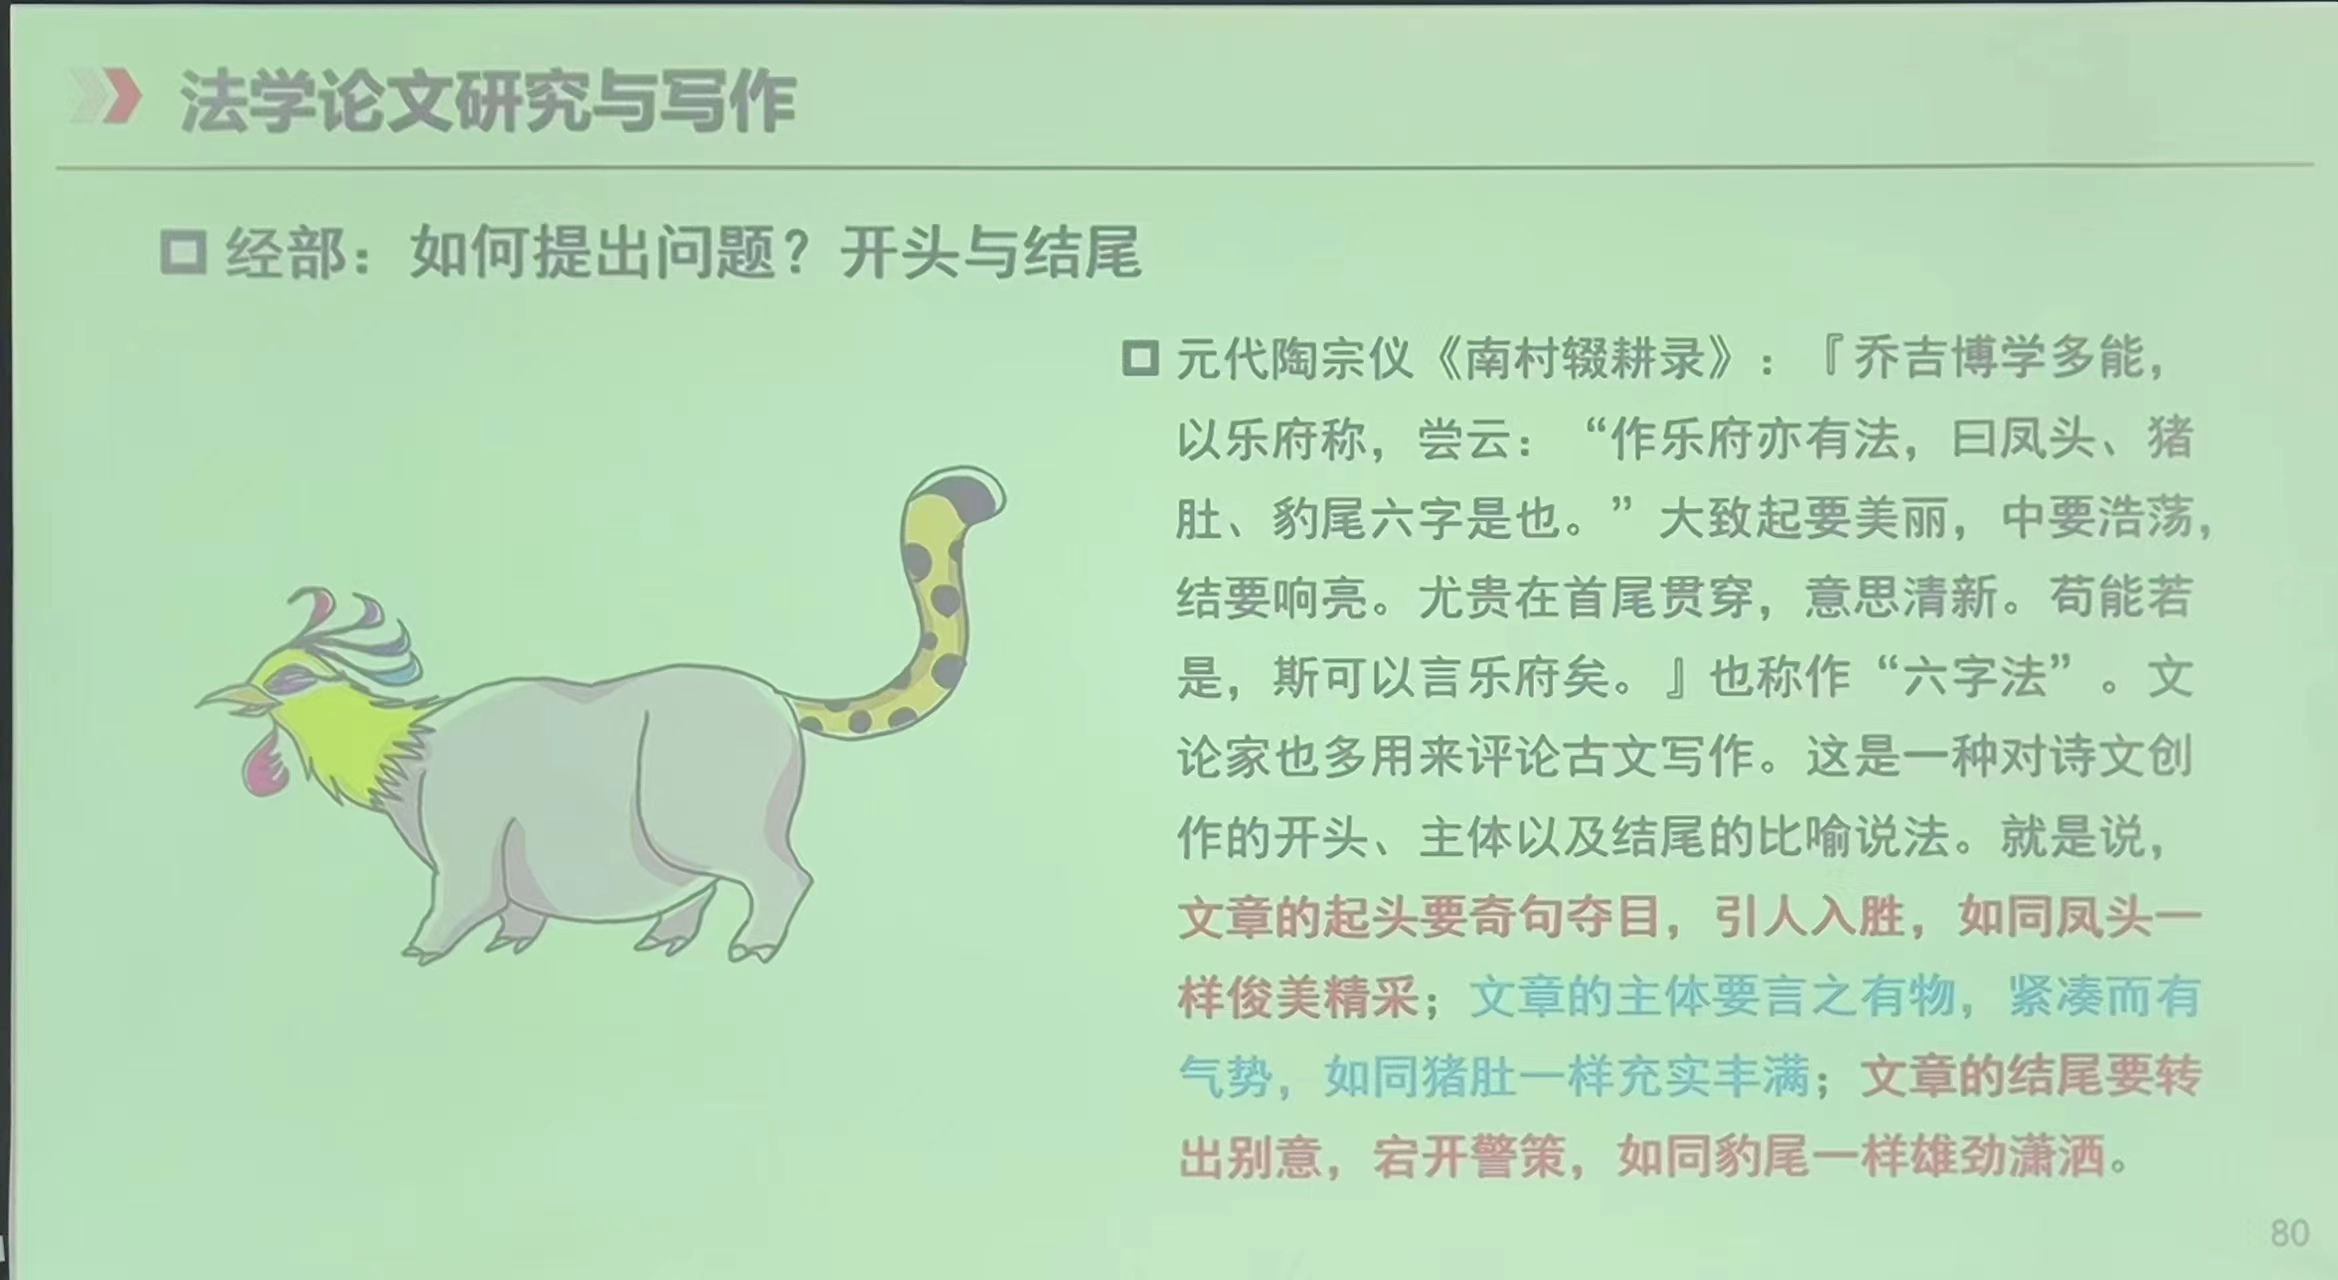 法学论文研究与写作
经部：如何提出问题？开头与结尾
元代陶宗仪《南村辍耕录》：『乔吉博学多能，
以乐府称，尝云：“作乐府亦有法，曰凤头、猪
肚、豹尾六字是也。”大致起要美丽，中要浩荡，
结要响亮。尤贵在首尾贯穿，意思清新。苟能若
是，斯可以言乐府矣。』也称作“六字法”。文
论家也多用来评论古文写作。这是一种对诗文创
作的开头、主体以及结尾的比喻说法。就是说，
文章的起头要奇句夺目，引人入胜，如同凤头一
样俊美精采；文章的主体要言之有物，紧凑而有
气势，如同猪肚一样充实丰满；文章的结尾要转
出别意，宕开警策，如同豹尾一样雄劲潇洒。
80